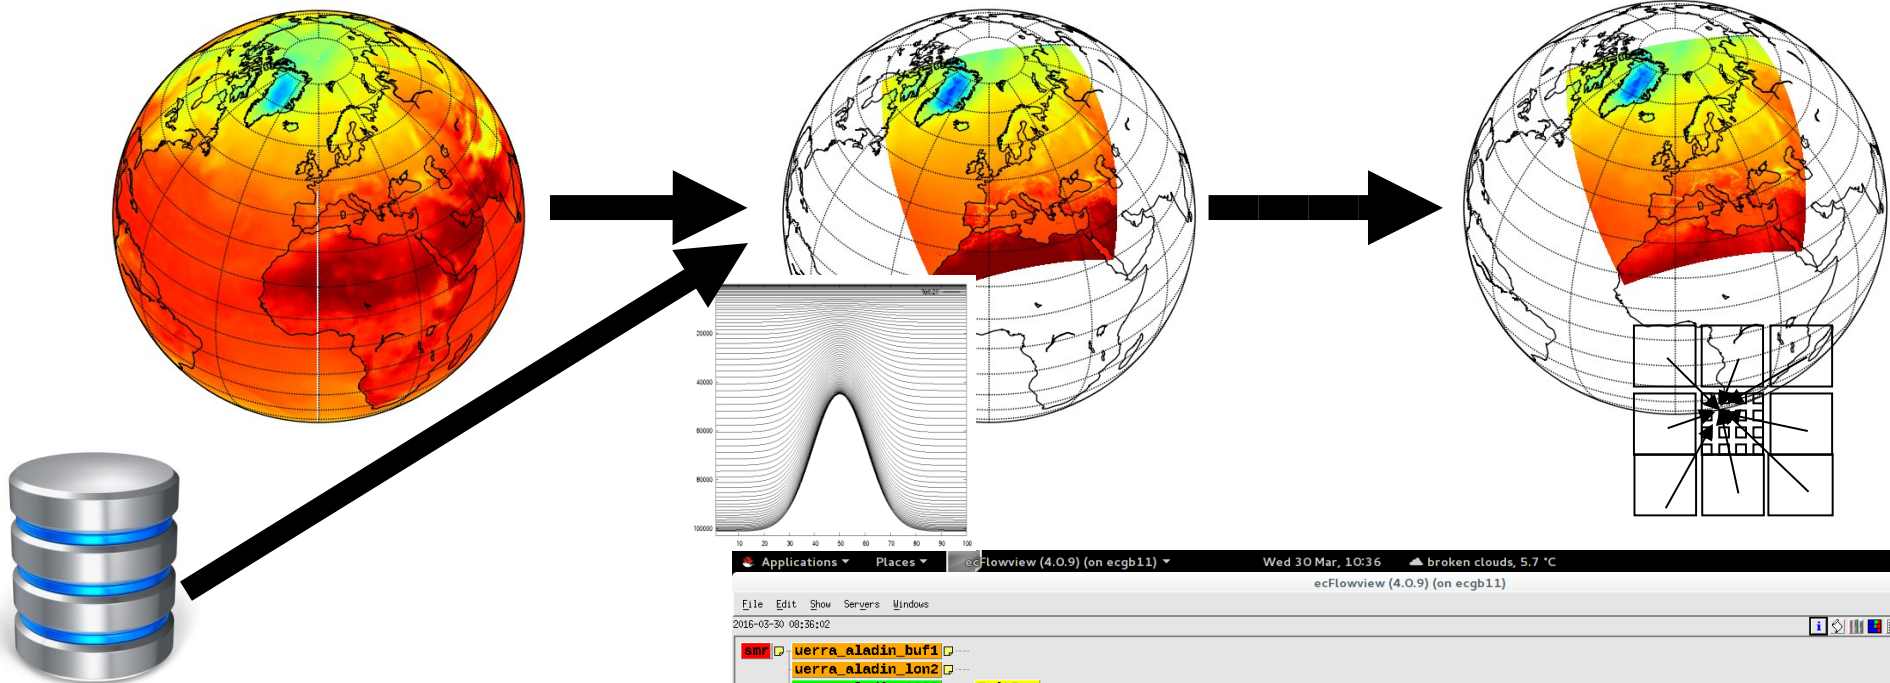 20000
40000
60000
80000
100000
10 20 30 40 50 60 70 80 90 100
Applications Places ecFlowview (4.0.9) (on ecgb11) Wed 30 Mar, 10:36 broken clouds, 5.7 °C
ecFlowview (4.0.9) (on ecgb11)
File Edit Show Servers Windows
2016-03-30 08:36:02
smr uerra_aladin_buf1
uerra_aladin_lon2